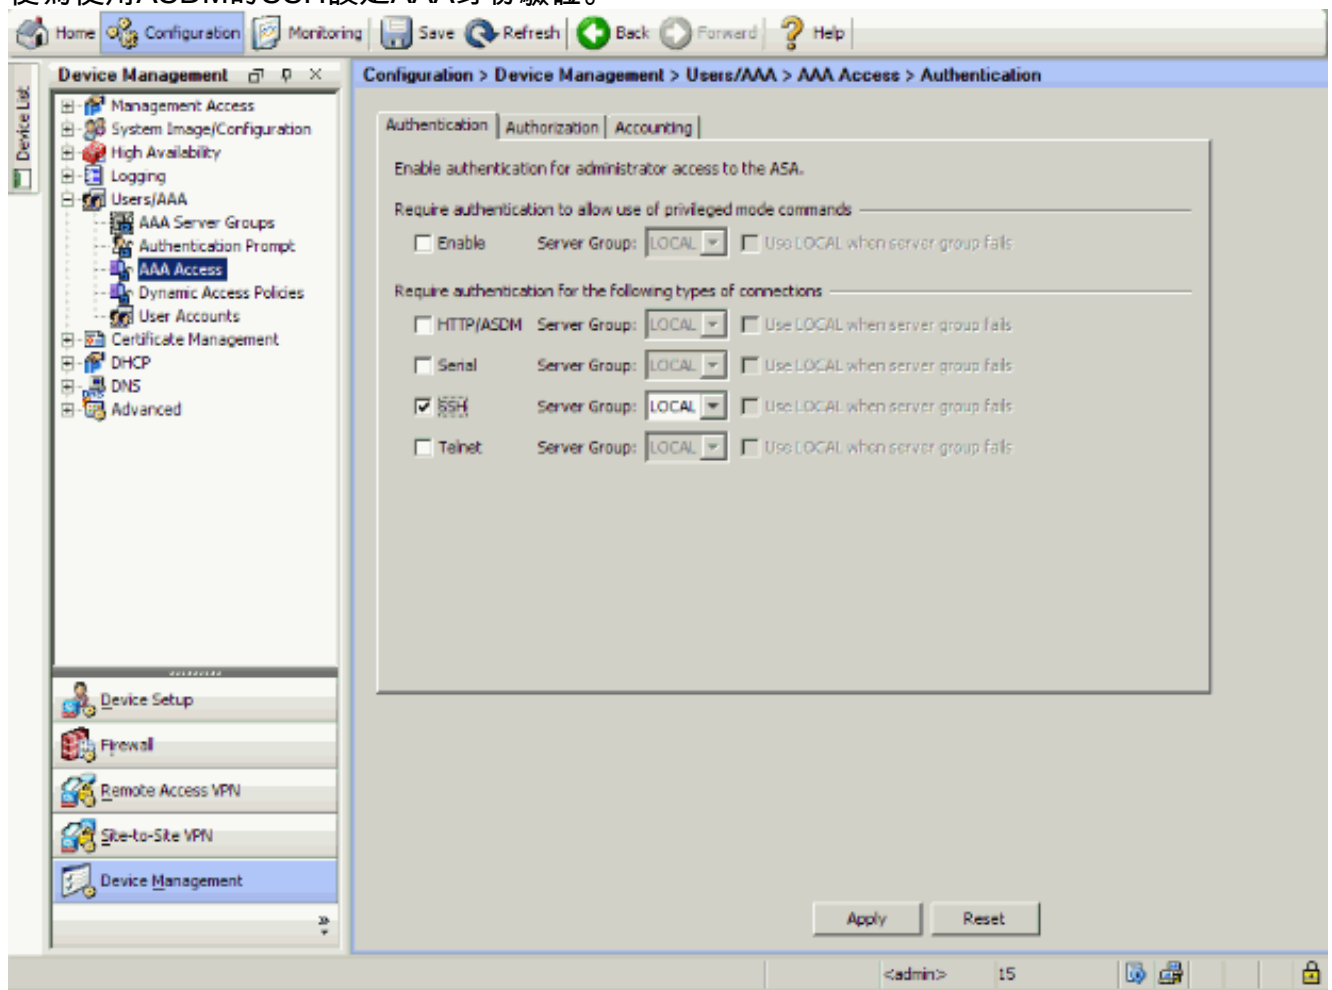 Home Configuration Monitoring Save Refresh Back Forward Help
Device List
Device Management
Management Access
System Image/Configuration
High Availability
Logging
Users/AAA
AAA Server Groups
Authentication Prompt
AAA Access
Dynamic Access Policies
User Accounts
Certificate Management
DHCP
DNS
Advanced
Device Setup
Firewall
Remote Access VPN
Site-to-Site VPN
Device Management
Configuration > Device Management > Users/AAA > AAA Access > Authentication
Authentication Authorization Accounting
Enable authentication for administrator access to the ASA.
Require authentication to allow use of privileged mode commands
Enable Server Group: LOCAL Use LOCAL when server group fails
Require authentication for the following types of connections
HTTP/ASDM Server Group: LOCAL Use LOCAL when server group fails
Serial Server Group: LOCAL Use LOCAL when server group fails
SSH Server Group: LOCAL Use LOCAL when server group fails
Telnet Server Group: LOCAL Use LOCAL when server group fails
Apply Reset
<admin> 15